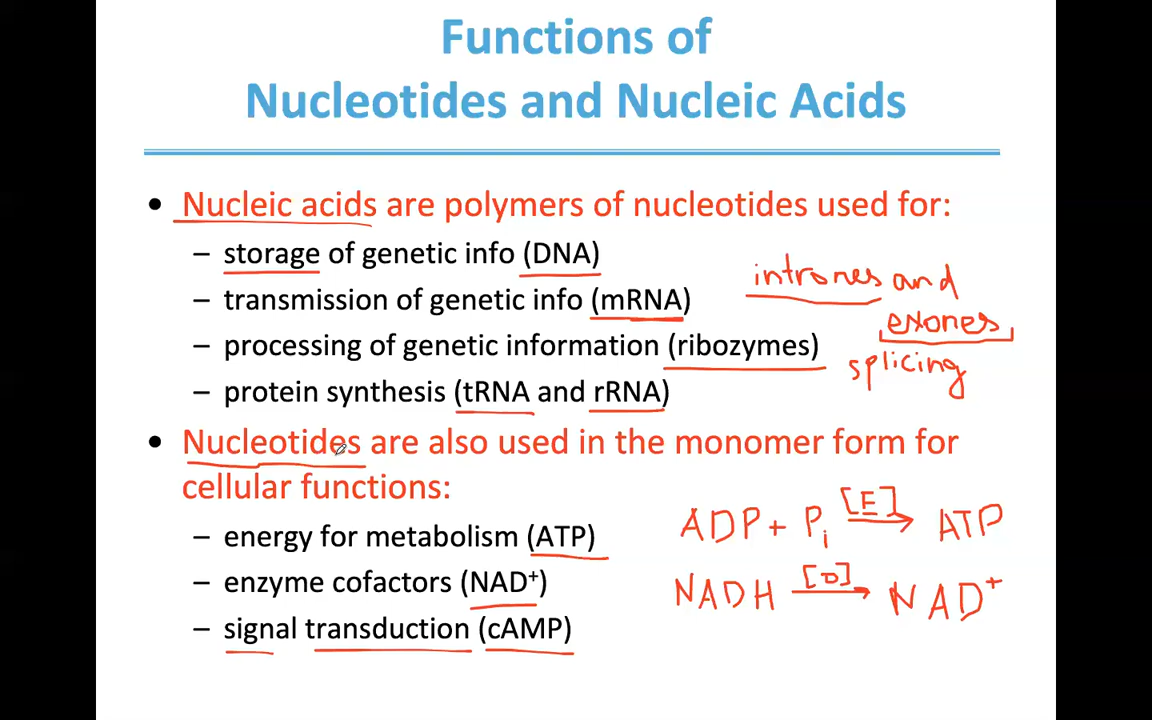 Functions of
Nucleotides and Nucleic Acids
• Nucleic acids are polymers of nucleotides used for:
– storage of genetic info (DNA)
– transmission of genetic info (mRNA)
– processing of genetic information (ribozymes)
– protein synthesis (tRNA and rRNA)
intrones and
exones
splicing
• Nucleotides are also used in the monomer form for
cellular functions:
– energy for metabolism (ATP)
– enzyme cofactors (NAD⁺)
– signal transduction (cAMP)
ADP + Pi [E] → ATP
NADH [O] → NAD⁺